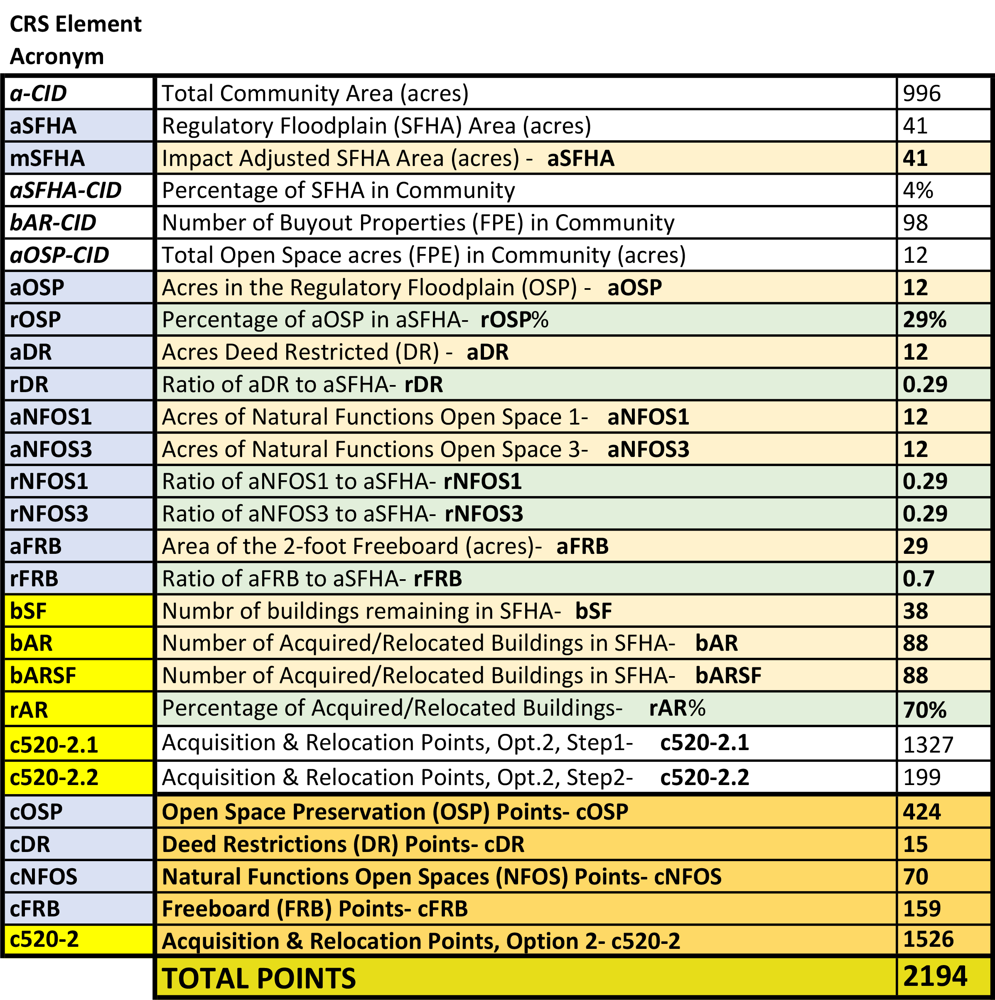 CRS Element
Acronym
a-CID Total Community Area (acres) 996
aSFHA Regulatory Floodplain (SFHA) Area (acres) 41
mSFHA Impact Adjusted SFHA Area (acres) - aSFHA 41
aSFHA-CID Percentage of SFHA in Community 4%
bAR-CID Number of Buyout Properties (FPE) in Community 98
aOSP-CID Total Open Space acres (FPE) in Community (acres) 12
aOSP Acres in the Regulatory Floodplain (OSP) - aOSP 12
rOSP Percentage of aOSP in aSFHA- rOSP% 29%
aDR Acres Deed Restricted (DR) - aDR 12
rDR Ratio of aDR to aSFHA- rDR 0.29
aNFOS1 Acres of Natural Functions Open Space 1- aNFOS1 12
aNFOS3 Acres of Natural Functions Open Space 3- aNFOS3 12
rNFOS1 Ratio of aNFOS1 to aSFHA- rNFOS1 0.29
rNFOS3 Ratio of aNFOS3 to aSFHA- rNFOS3 0.29
aFRB Area of the 2-foot Freeboard (acres)- aFRB 29
rFRB Ratio of aFRB to aSFHA- rFRB 0.7
bSF Numbr of buildings remaining in SFHA- bSF 38
bAR Number of Acquired/Relocated Buildings in SFHA- bAR 88
bARSF Number of Acquired/Relocated Buildings in SFHA- bARSF 88
rAR Percentage of Acquired/Relocated Buildings- rAR% 70%
c520-2.1 Acquisition & Relocation Points, Opt.2, Step1- c520-2.1 1327
c520-2.2 Acquisition & Relocation Points, Opt.2, Step2- c520-2.2 199
cOSP Open Space Preservation (OSP) Points- cOSP 424
cDR Deed Restrictions (DR) Points- cDR 15
cNFOS Natural Functions Open Spaces (NFOS) Points- cNFOS 70
cFRB Freeboard (FRB) Points- cFRB 159
c520-2 Acquisition & Relocation Points, Option 2- c520-2 1526
TOTAL POINTS 2194